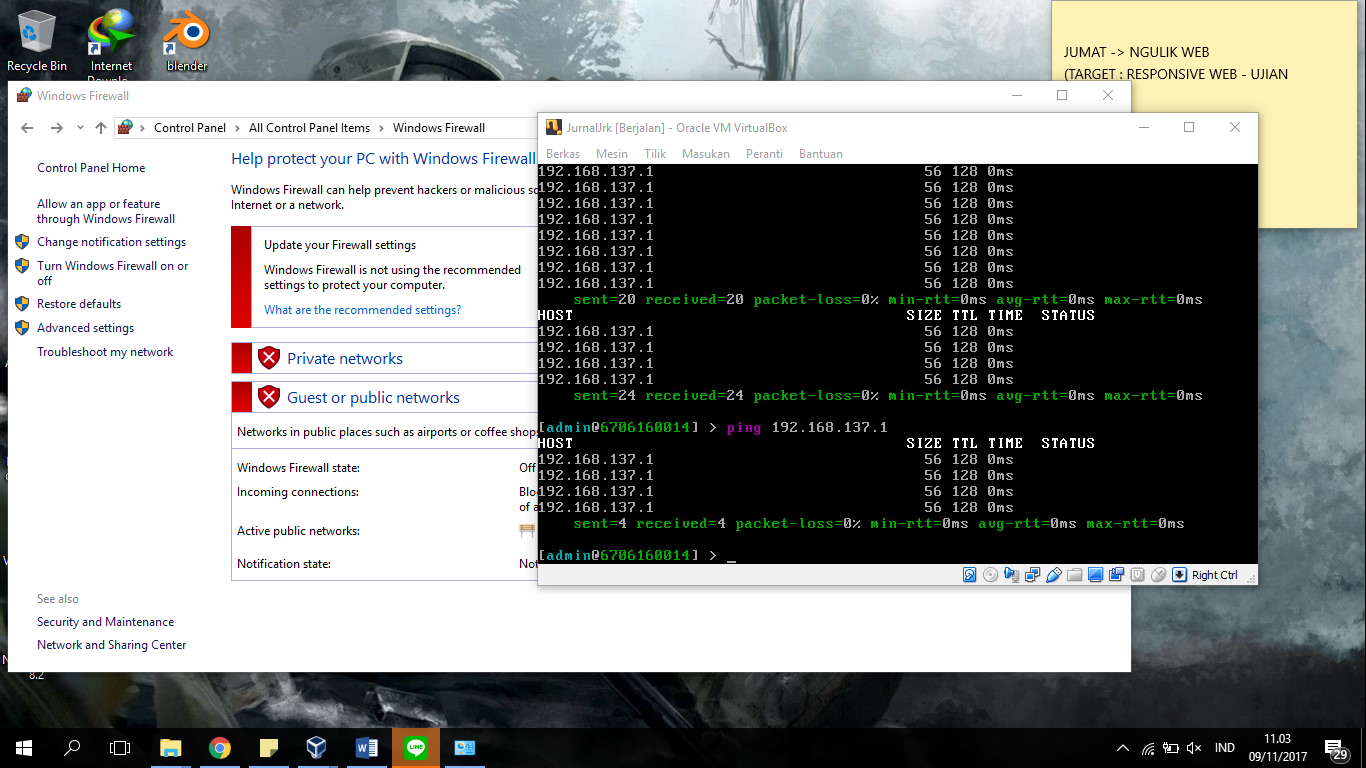 Recycle Bin
Internet
blender
JUMAT -> NGULIK WEB
(TARGET : RESPONSIVE WEB - UJIAN
Windows Firewall
Control Panel
All Control Panel Items
Windows Firewall
Control Panel Home
Allow an app or feature
through Windows Firewall
Change notification settings
Turn Windows Firewall on or
off
Restore defaults
Advanced settings
Troubleshoot my network
See also
Security and Maintenance
Network and Sharing Center
8.2
Help protect your PC with Windows Firewall
Windows Firewall can help prevent hackers or malicious
Internet or a network.
Update your Firewall settings
Windows Firewall is not using the recommended
settings to protect your computer.
What are the recommended settings?
Private networks
Guest or public networks
Networks in public places such as airports or coffee
Windows Firewall state: Off
Incoming connections:
of a
Active public networks:
Notification state:
JurnalJrk [Berjalan] - Oracle VM VirtualBox
Berkas Mesin Tilik Masukan Peranti Bantuan
192.168.137.1 56 128 0ms
192.168.137.1 56 128 0ms
192.168.137.1 56 128 0ms
192.168.137.1 56 128 0ms
192.168.137.1 56 128 0ms
192.168.137.1 56 128 0ms
192.168.137.1 56 128 0ms
192.168.137.1 56 128 0ms
sent=20 received=20 packet-loss=0% min-rtt=0ms avg-rtt=0ms max-rtt=0ms
HOST SIZE TTL TIME STATUS
192.168.137.1 56 128 0ms
192.168.137.1 56 128 0ms
192.168.137.1 56 128 0ms
192.168.137.1 56 128 0ms
sent=24 received=24 packet-loss=0% min-rtt=0ms avg-rtt=0ms max-rtt=0ms
[admin@6706160014] > ping 192.168.137.1
HOST SIZE TTL TIME STATUS
192.168.137.1 56 128 0ms
192.168.137.1 56 128 0ms
192.168.137.1 56 128 0ms
192.168.137.1 56 128 0ms
sent=4 received=4 packet-loss=0% min-rtt=0ms avg-rtt=0ms max-rtt=0ms
[admin@6706160014] > _
Right Ctrl
LINE
IND
11.03
09/11/2017
29